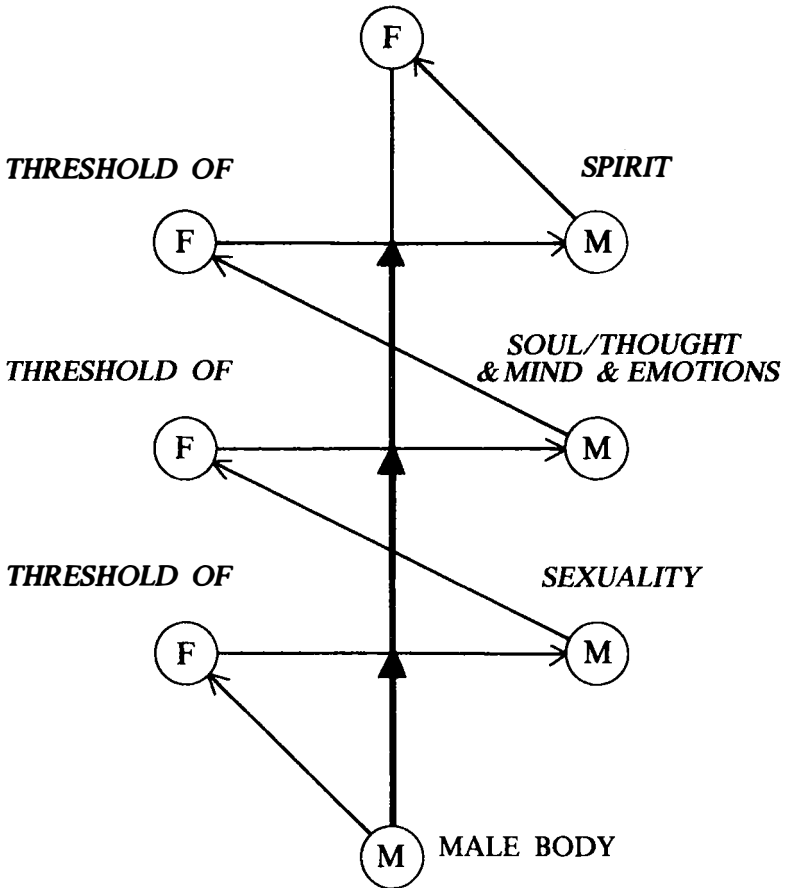 F
THRESHOLD OF SPIRIT
F M
SOUL/THOUGHT
THRESHOLD OF & MIND & EMOTIONS
F M
THRESHOLD OF SEXUALITY
F M
M MALE BODY